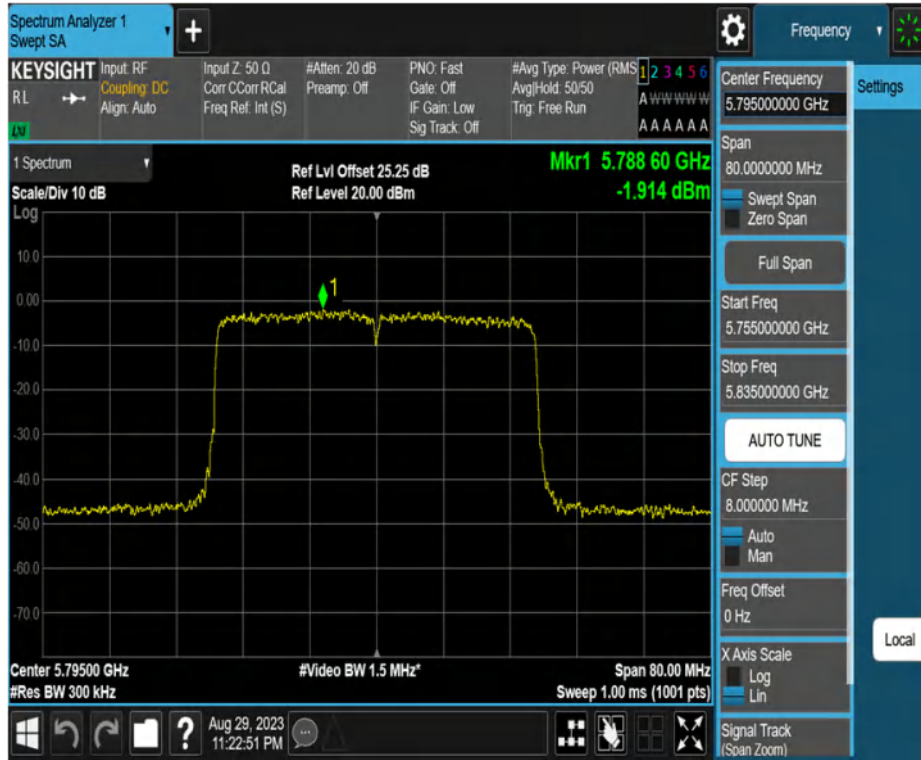 Spectrum Analyzer 1
Swept SA
Frequency
KEYSIGHT
RL
LXI
Input: RF
Coupling: DC
Align: Auto
Input Z: 50 Ω
Corr CCorr RCal
Freq Ref: Int (S)
#Atten: 20 dB
Preamp: Off
PNO: Fast
Gate: Off
IF Gain: Low
Sig Track: Off
#Avg Type: Power (RMS
Avg|Hold: 50/50
Trig: Free Run
1 2 3 4 5 6
A W W W W W
A A A A A A
Center Frequency
5.795000000 GHz
Settings
Span
80.0000000 MHz
Swept Span
Zero Span
Full Span
Start Freq
5.755000000 GHz
Stop Freq
5.835000000 GHz
AUTO TUNE
CF Step
8.000000 MHz
Auto
Man
Freq Offset
0 Hz
X Axis Scale
Log
Lin
Signal Track
(Span Zoom)
Local
1 Spectrum
Scale/Div 10 dB
Log
Ref Lvl Offset 25.25 dB
Ref Level 20.00 dBm
Mkr1 5.788 60 GHz
-1.914 dBm
1
10.0
0.00
-10.0
-20.0
-30.0
-40.0
-50.0
-60.0
-70.0
Center 5.79500 GHz
#Res BW 300 kHz
#Video BW 1.5 MHz*
Span 80.00 MHz
Sweep 1.00 ms (1001 pts)
?
Aug 29, 2023
11:22:51 PM